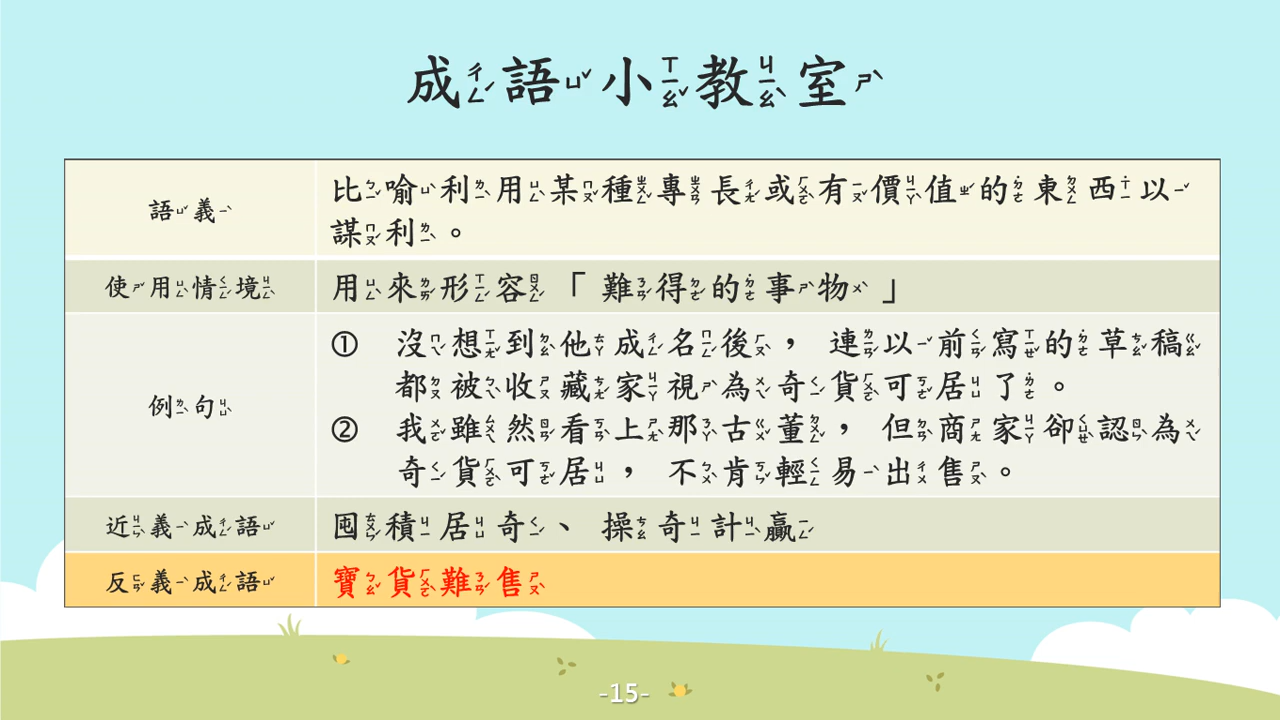 成語小教室
語義
比喻利用某種專長或有價值的東西以
謀利。
使用情境
用來形容「難得的事物」
例句
① 沒想到他成名後，連以前寫的草稿
都被收藏家視為奇貨可居了。
② 我雖然看上那古董，但商家卻認為
奇貨可居，不肯輕易出售。
近義成語
囤積居奇、操奇計贏
反義成語
寶貨難售
-15-